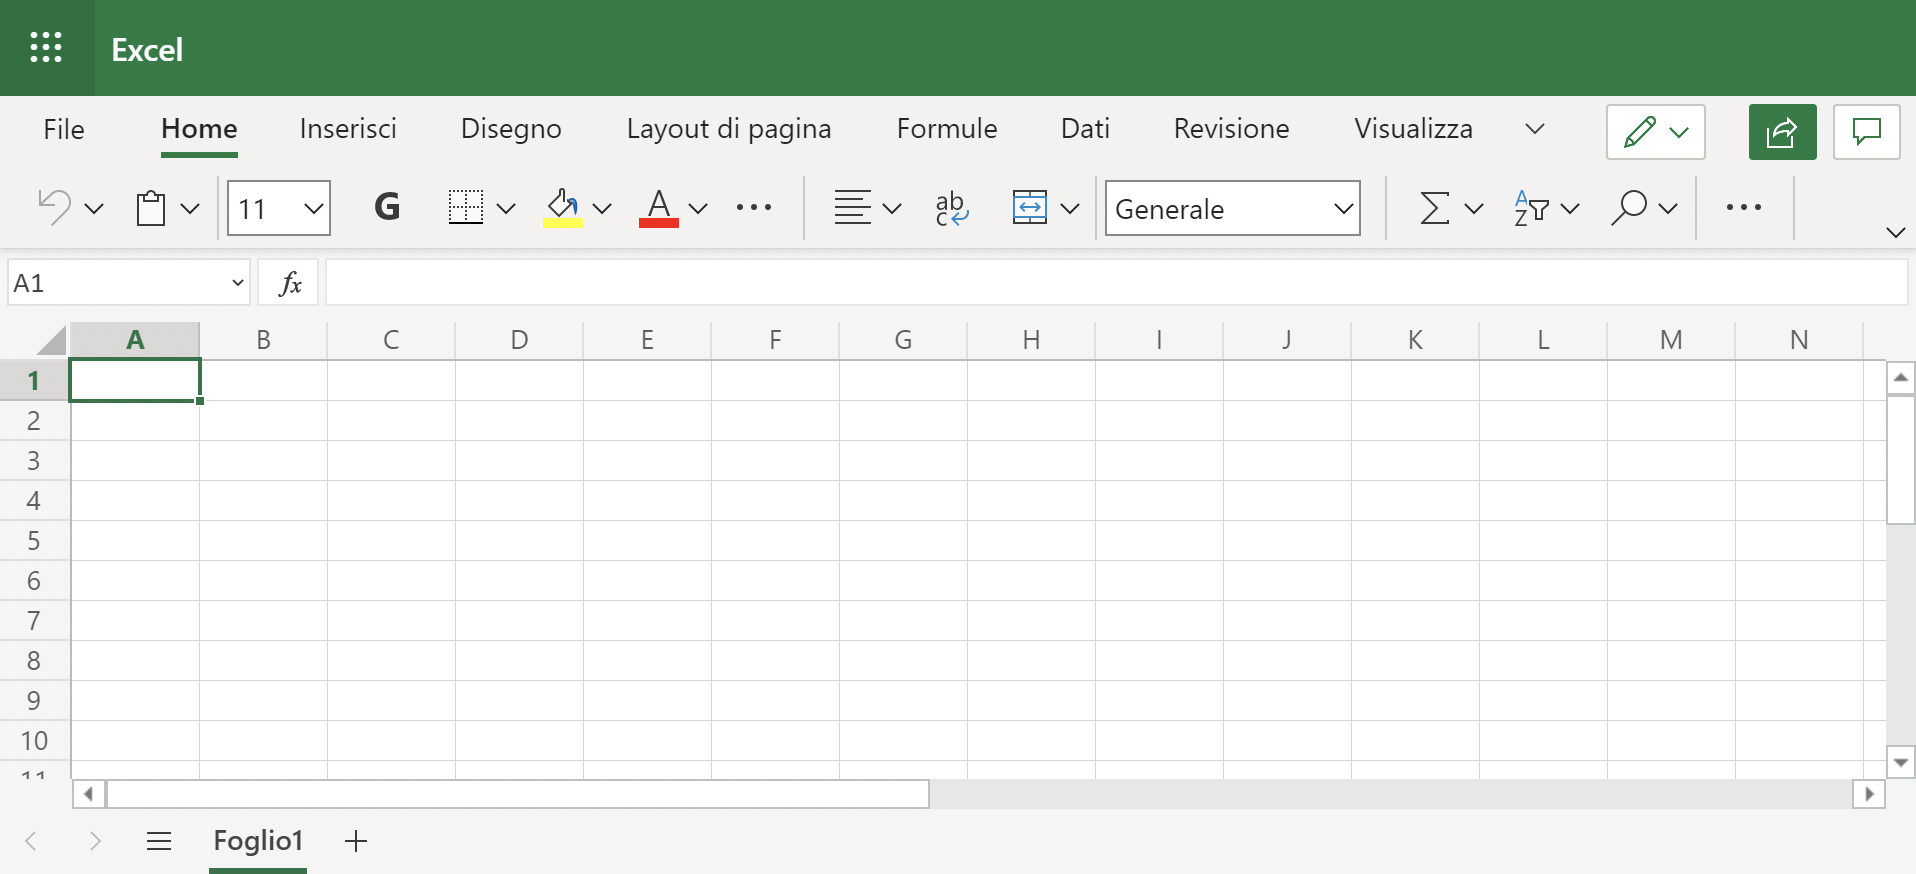 Excel
File Home Inserisci Disegno Layout di pagina Formule Dati Revisione Visualizza
11 G A ab c Generale A Z
A1 fx
A B C D E F G H I J K L M N
1
2
3
4
5
6
7
8
9
10
11
Foglio1